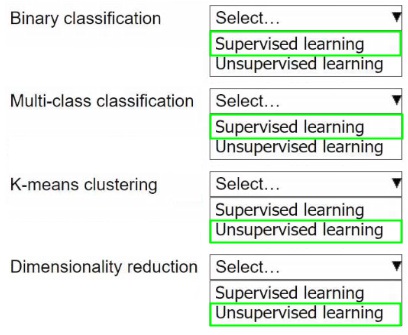 Binary classification Select...
Supervised learning
Unsupervised learning
Multi-class classification Select...
Supervised learning
Unsupervised learning
K-means clustering Select...
Supervised learning
Unsupervised learning
Dimensionality reduction Select...
Supervised learning
Unsupervised learning